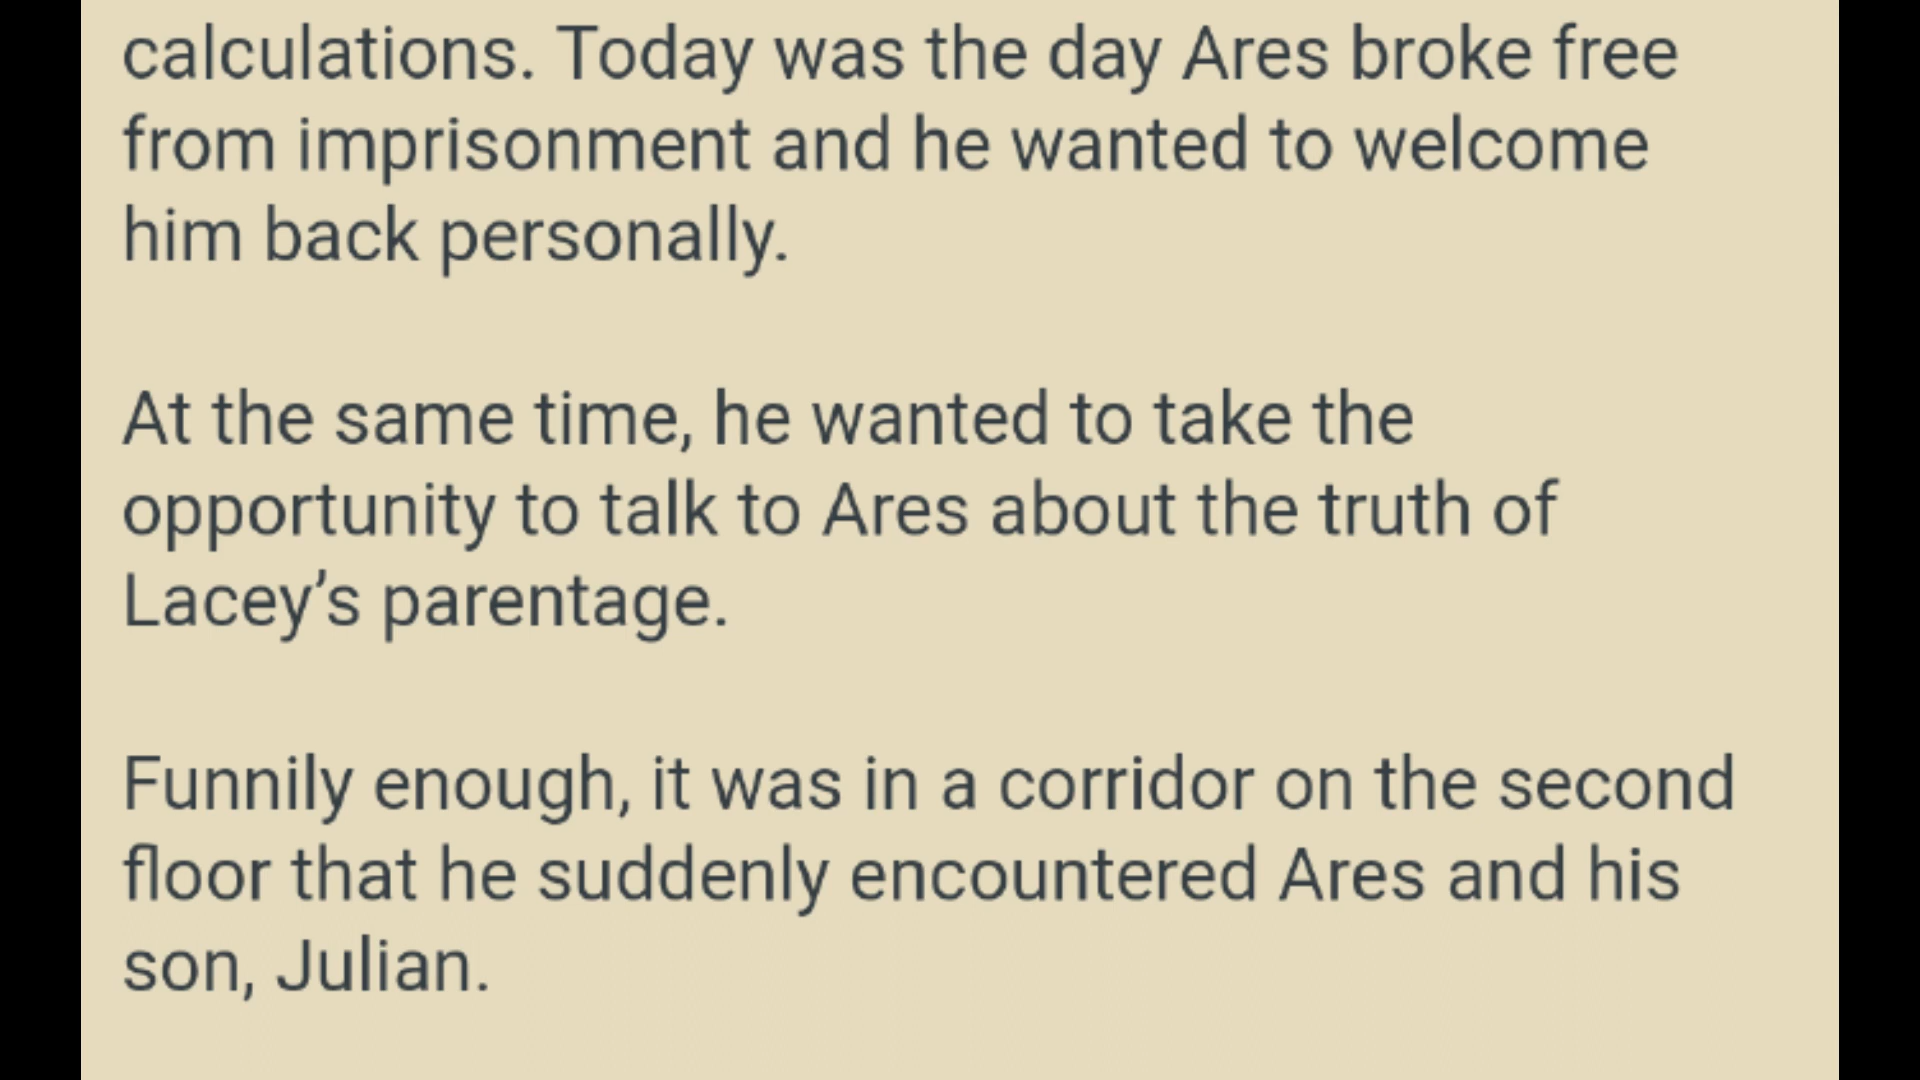 calculations. Today was the day Ares broke free
from imprisonment and he wanted to welcome
him back personally.
At the same time, he wanted to take the
opportunity to talk to Ares about the truth of
Lacey’s parentage.
Funnily enough, it was in a corridor on the second
floor that he suddenly encountered Ares and his
son, Julian.